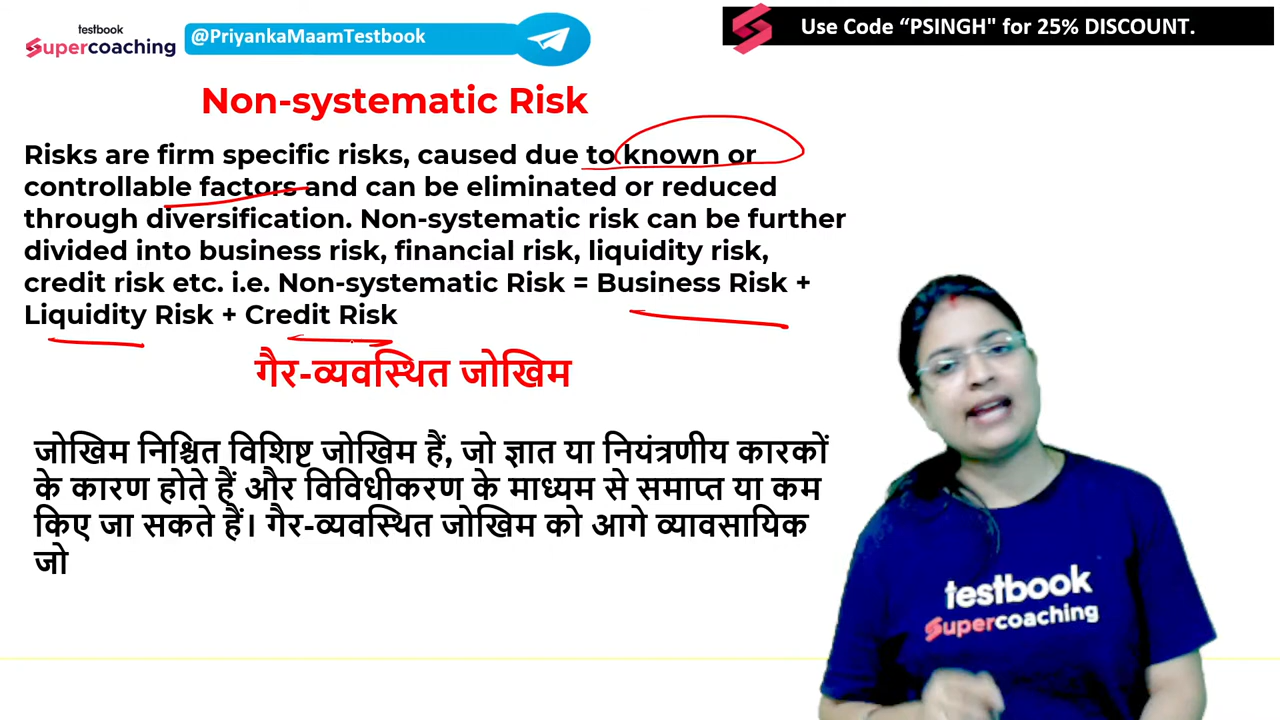 testbook
Supercoaching
@PriyankaMaamTestbook
Use Code “PSINGH" for 25% DISCOUNT.
Non-systematic Risk
Risks are firm specific risks, caused due to known or
controllable factors and can be eliminated or reduced
through diversification. Non-systematic risk can be further
divided into business risk, financial risk, liquidity risk,
credit risk etc. i.e. Non-systematic Risk = Business Risk +
Liquidity Risk + Credit Risk
गैर-व्यवस्थित जोखिम
जोखिम निश्चित विशिष्ट जोखिम हैं, जो ज्ञात या नियंत्रणीय कारकों
के कारण होते हैं और विविधीकरण के माध्यम से समाप्त या कम
किए जा सकते हैं। गैर-व्यवस्थित जोखिम को आगे व्यावसायिक
जो
testbook
Supercoaching